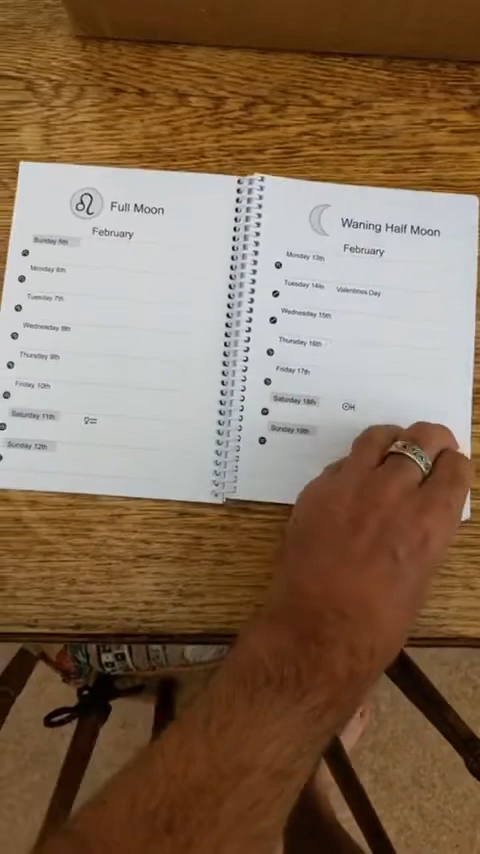 Full Moon
February
Sunday 5th
Monday 6th
Tuesday 7th
Wednesday 8th
Thursday 9th
Friday 10th
Saturday 11th
Sunday 12th
Waning Half Moon
February
Monday 13th
Tuesday 14th Valentines Day
Wednesday 15th
Thursday 16th
Friday 17th
Saturday 18th
Sunday 19th